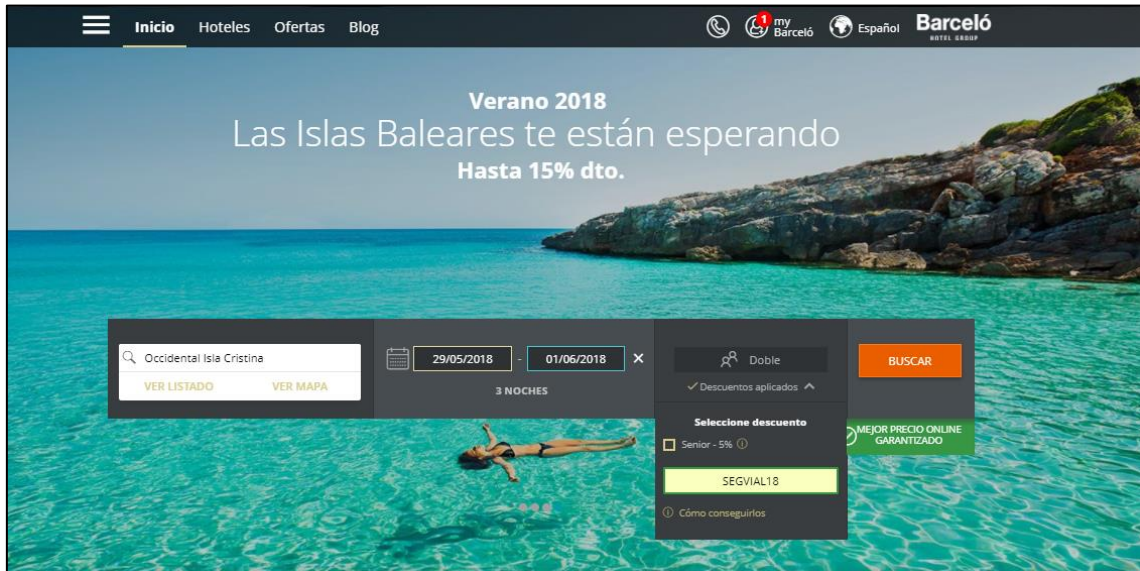 Inicio Hoteles Ofertas Blog
1
my
Barceló
Español
Barceló
HOTEL GROUP
Verano 2018
Las Islas Baleares te están esperando
Hasta 15% dto.
Occidental Isla Cristina
VER LISTADO VER MAPA
29/05/2018 - 01/06/2018 ×
3 NOCHES
Doble
Descuentos aplicados
Seleccione descuento
Senior - 5%
SEGVIAL18
Cómo conseguirlos
BUSCAR
MEJOR PRECIO ONLINE
GARANTIZADO